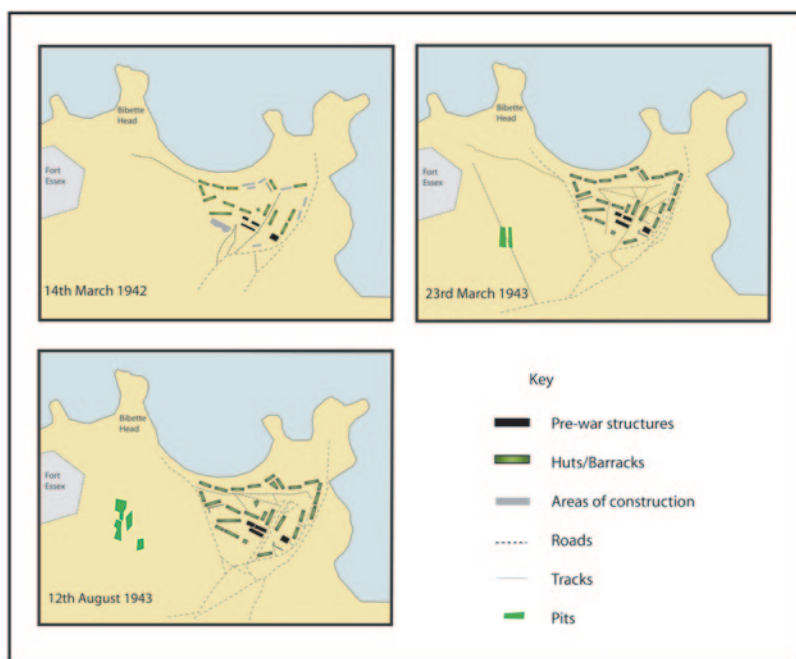 Bibette
Head
Fort
Essex
14th March 1942
Bibette
Head
Fort
Essex
23rd March 1943
Bibette
Head
Fort
Essex
12th August 1943
Key
Pre-war structures
Huts/Barracks
Areas of construction
Roads
Tracks
Pits